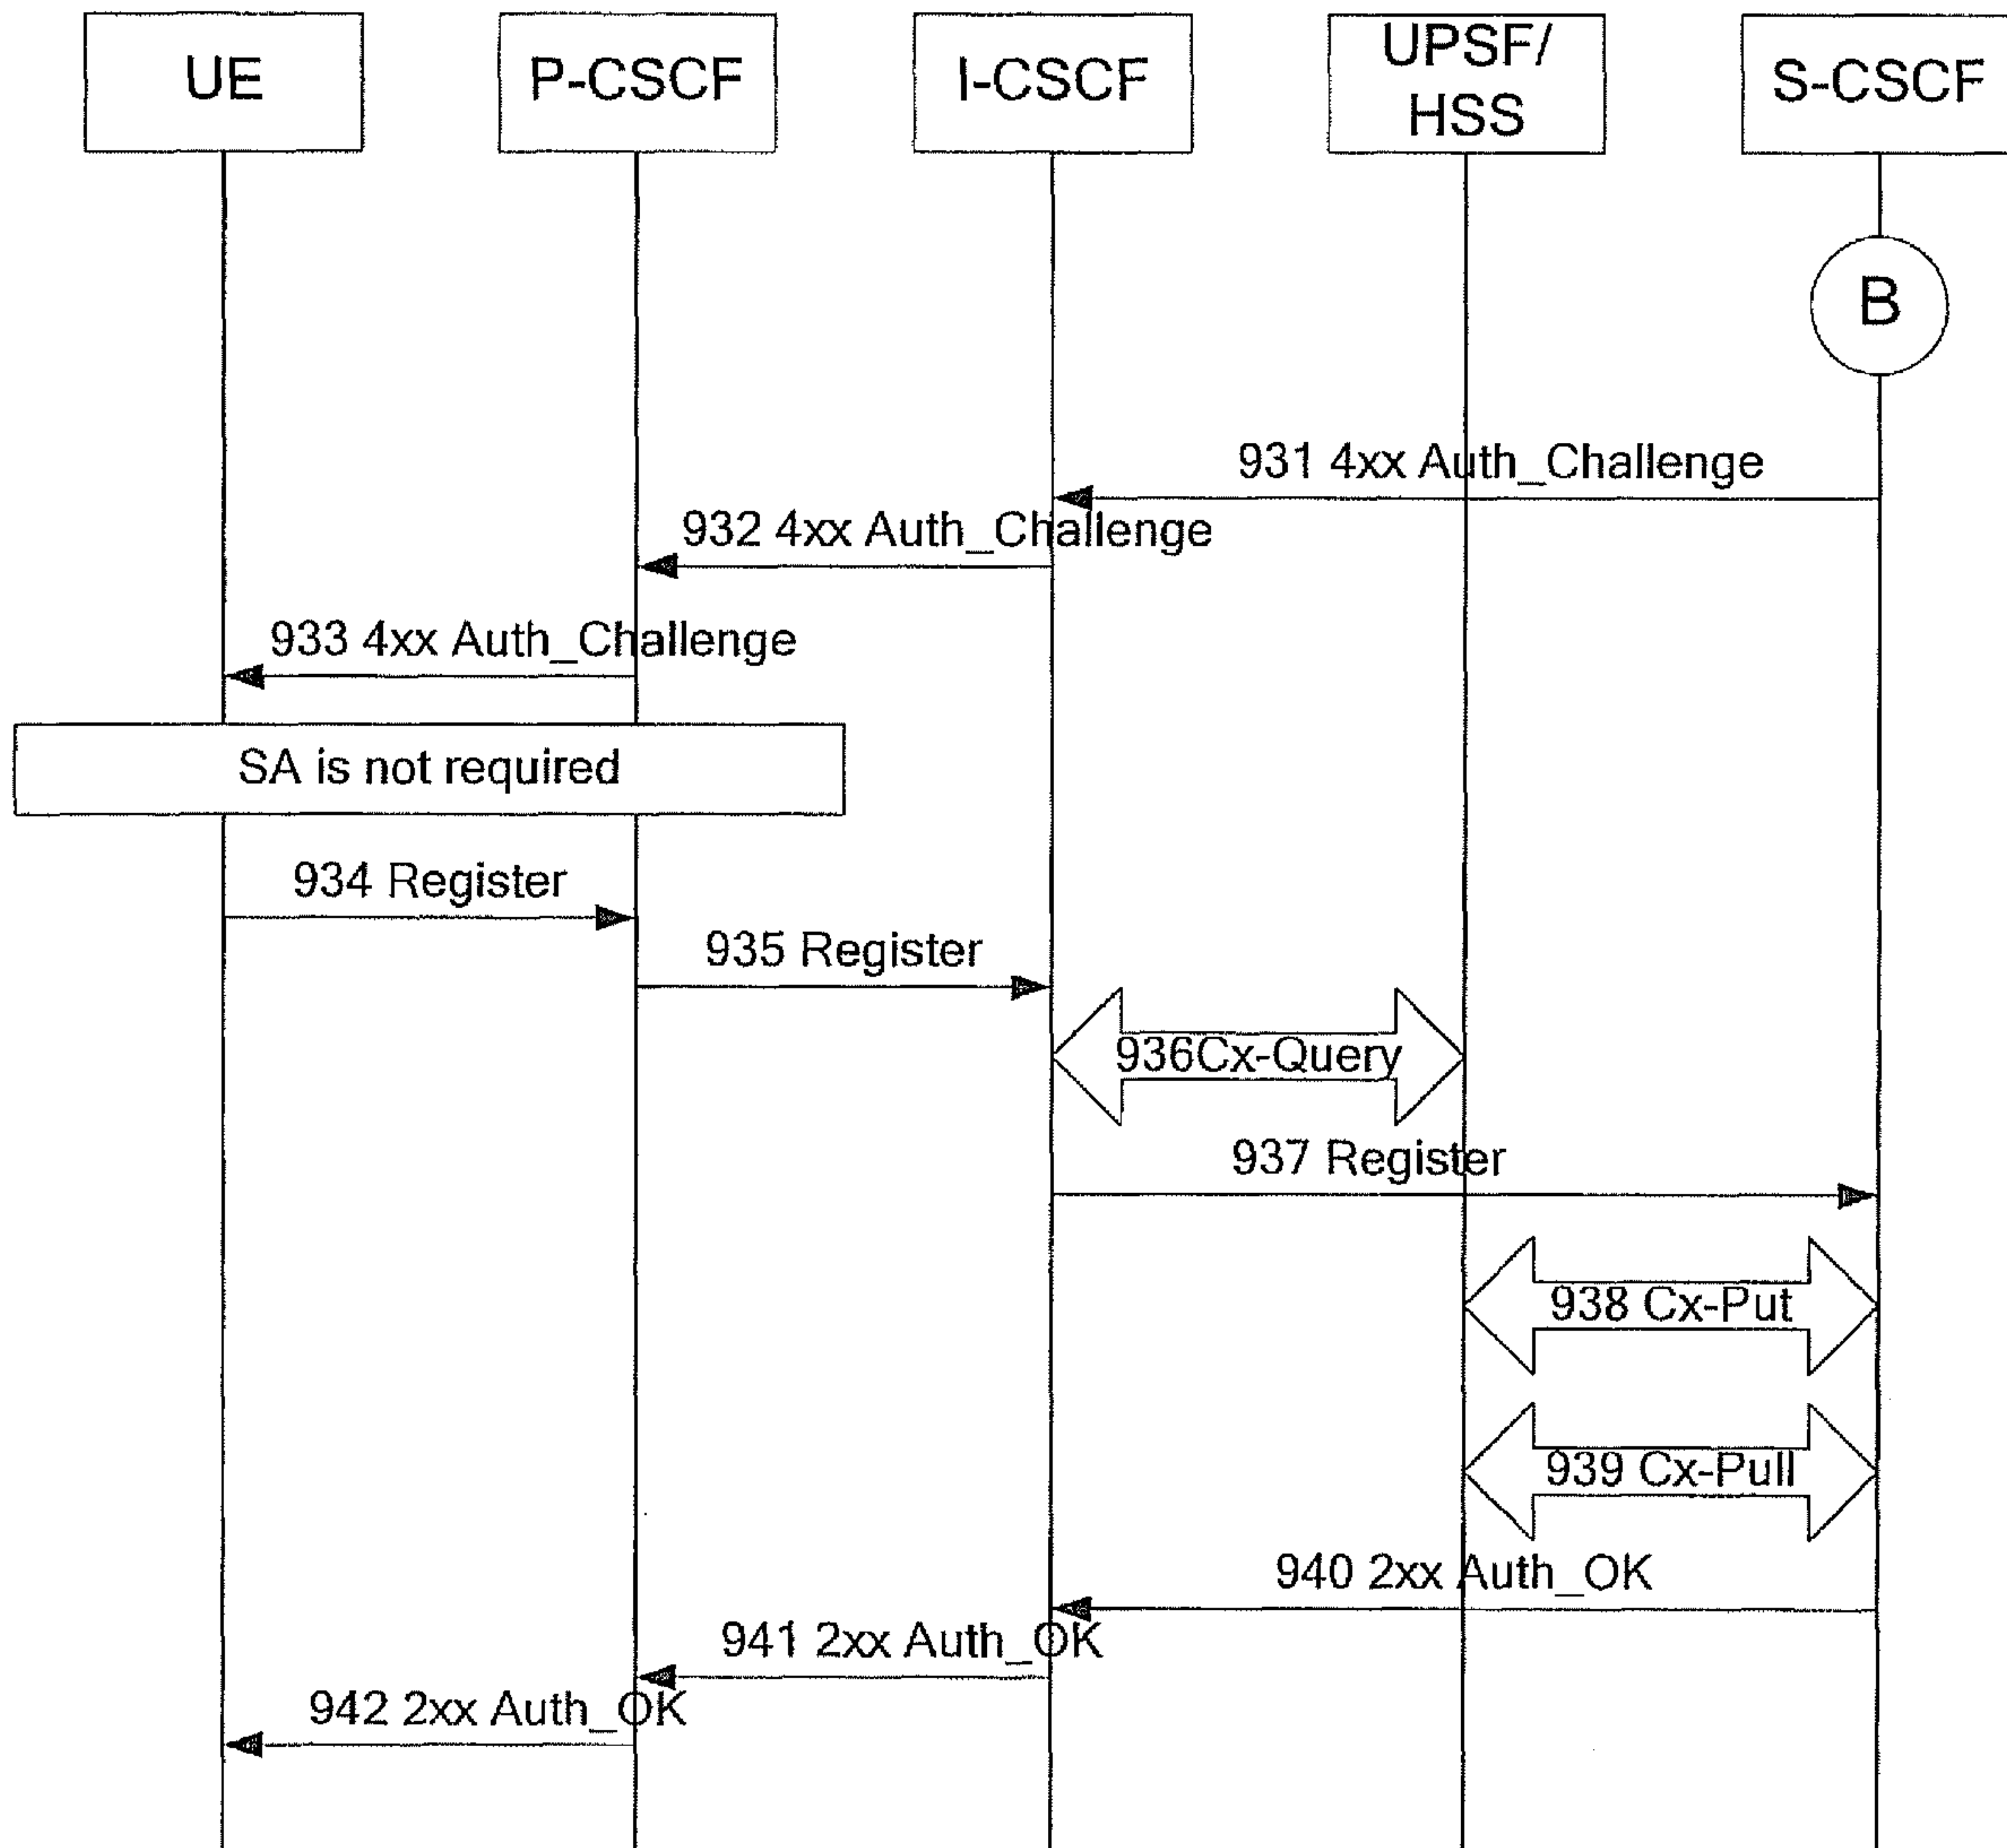 UE
P-CSCF
I-CSCF
UPSF/
HSS
S-CSCF
B
931 4xx Auth_Challenge
932 4xx Auth_Challenge
933 4xx Auth_Challenge
SA is not required
934 Register
935 Register
936Cx-Query
937 Register
938 Cx-Put
939 Cx-Pull
940 2xx Auth_OK
941 2xx Auth_OK
942 2xx Auth_OK